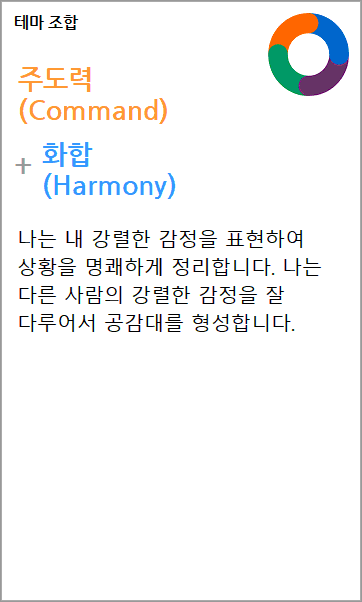 테마 조합
주도력
(Command)
+ 화합
(Harmony)
나는 내 강렬한 감정을 표현하여
상황을 명쾌하게 정리합니다. 나는
다른 사람의 강렬한 감정을 잘
다루어서 공감대를 형성합니다.